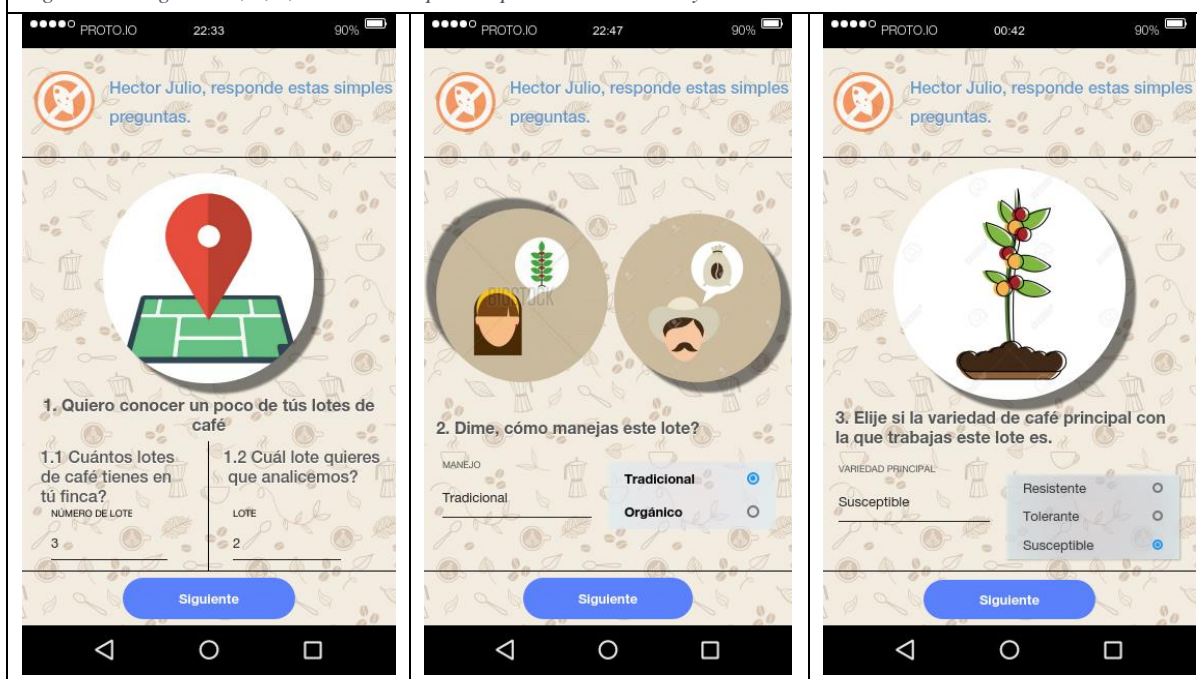 PROTO.IO 22:33 90%
Hector Julio, responde estas simples
preguntas.
1. Quiero conocer un poco de tús lotes de
café
1.1 Cuántos lotes
de café tienes en
tú finca?
NÚMERO DE LOTE
3
1.2 Cuál lote quieres
que analicemos?
LOTE
2
Siguiente
PROTO.IO 22:47 90%
Hector Julio, responde estas simples
preguntas.
BIGSTOCK
2. Dime, cómo manejas este lote?
MANEJO
Tradicional
Tradicional
Orgánico
Siguiente
PROTO.IO 00:42 90%
Hector Julio, responde estas simples
preguntas.
3. Elije si la variedad de café principal con
la que trabajas este lote es.
VARIEDAD PRINCIPAL
Susceptible
Resistente
Tolerante
Susceptible
Siguiente